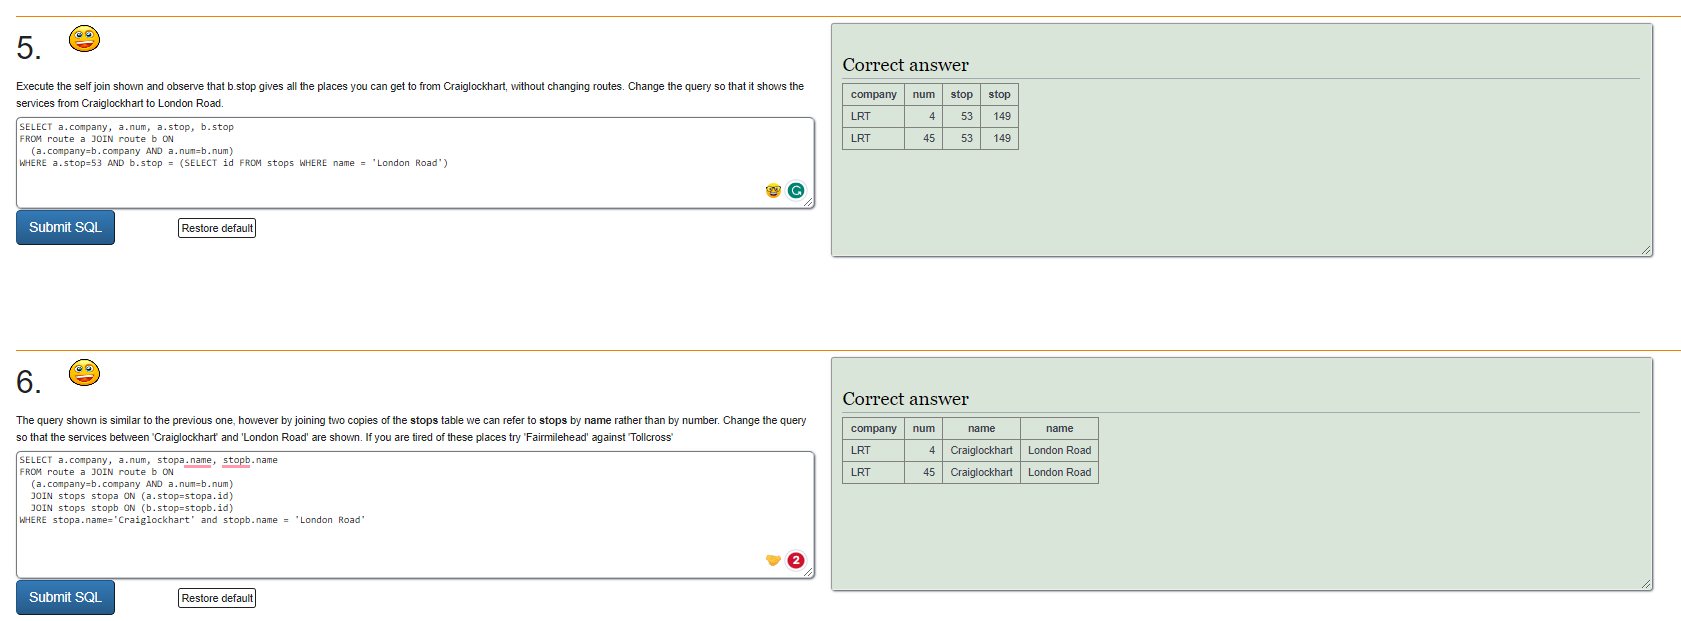 5.
Execute the self join shown and observe that b.stop gives all the places you can get to from Craiglockhart, without changing routes. Change the query so that it shows the
services from Craiglockhart to London Road.
SELECT a.company, a.num, a.stop, b.stop
FROM route a JOIN route b ON
(a.company=b.company AND a.num=b.num)
WHERE a.stop=53 AND b.stop = (SELECT id FROM stops WHERE name = 'London Road')
Submit SQL
Restore default
Correct answer
company num stop stop
LRT 4 53 149
LRT 45 53 149
6.
The query shown is similar to the previous one, however by joining two copies of the stops table we can refer to stops by name rather than by number. Change the query
so that the services between 'Craiglockhart' and 'London Road' are shown. If you are tired of these places try 'Fairmilehead' against 'Tollcross'
SELECT a.company, a.num, stopa.name, stopb.name
FROM route a JOIN route b ON
(a.company=b.company AND a.num=b.num)
JOIN stops stopa ON (a.stop=stopa.id)
JOIN stops stopb ON (b.stop=stopb.id)
WHERE stopa.name='Craiglockhart' and stopb.name = 'London Road'
2
Submit SQL
Restore default
Correct answer
company num name name
LRT 4 Craiglockhart London Road
LRT 45 Craiglockhart London Road